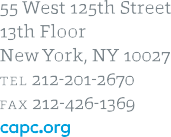 55 West 125th Street
13th Floor
New York, NY 10027
TEL 212-201-2670
FAX 212-426-1369
capc.org